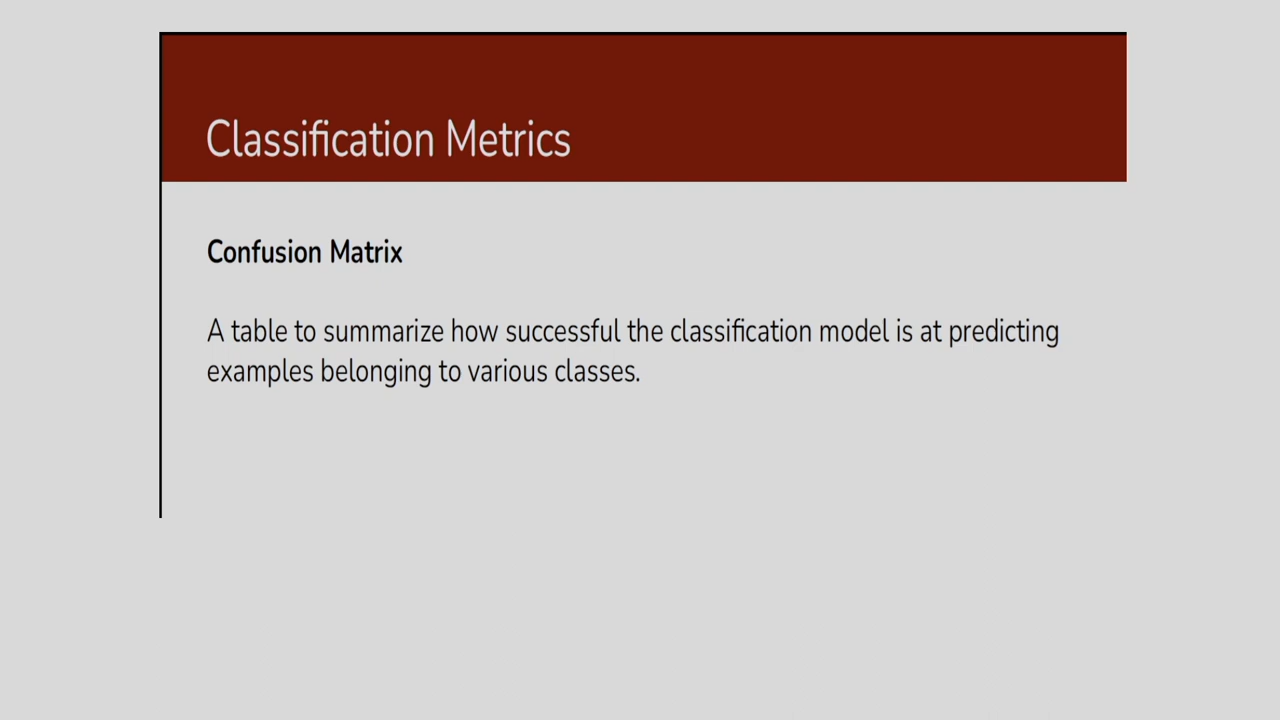 Classification Metrics
Confusion Matrix
A table to summarize how successful the classification model is at predicting
examples belonging to various classes.